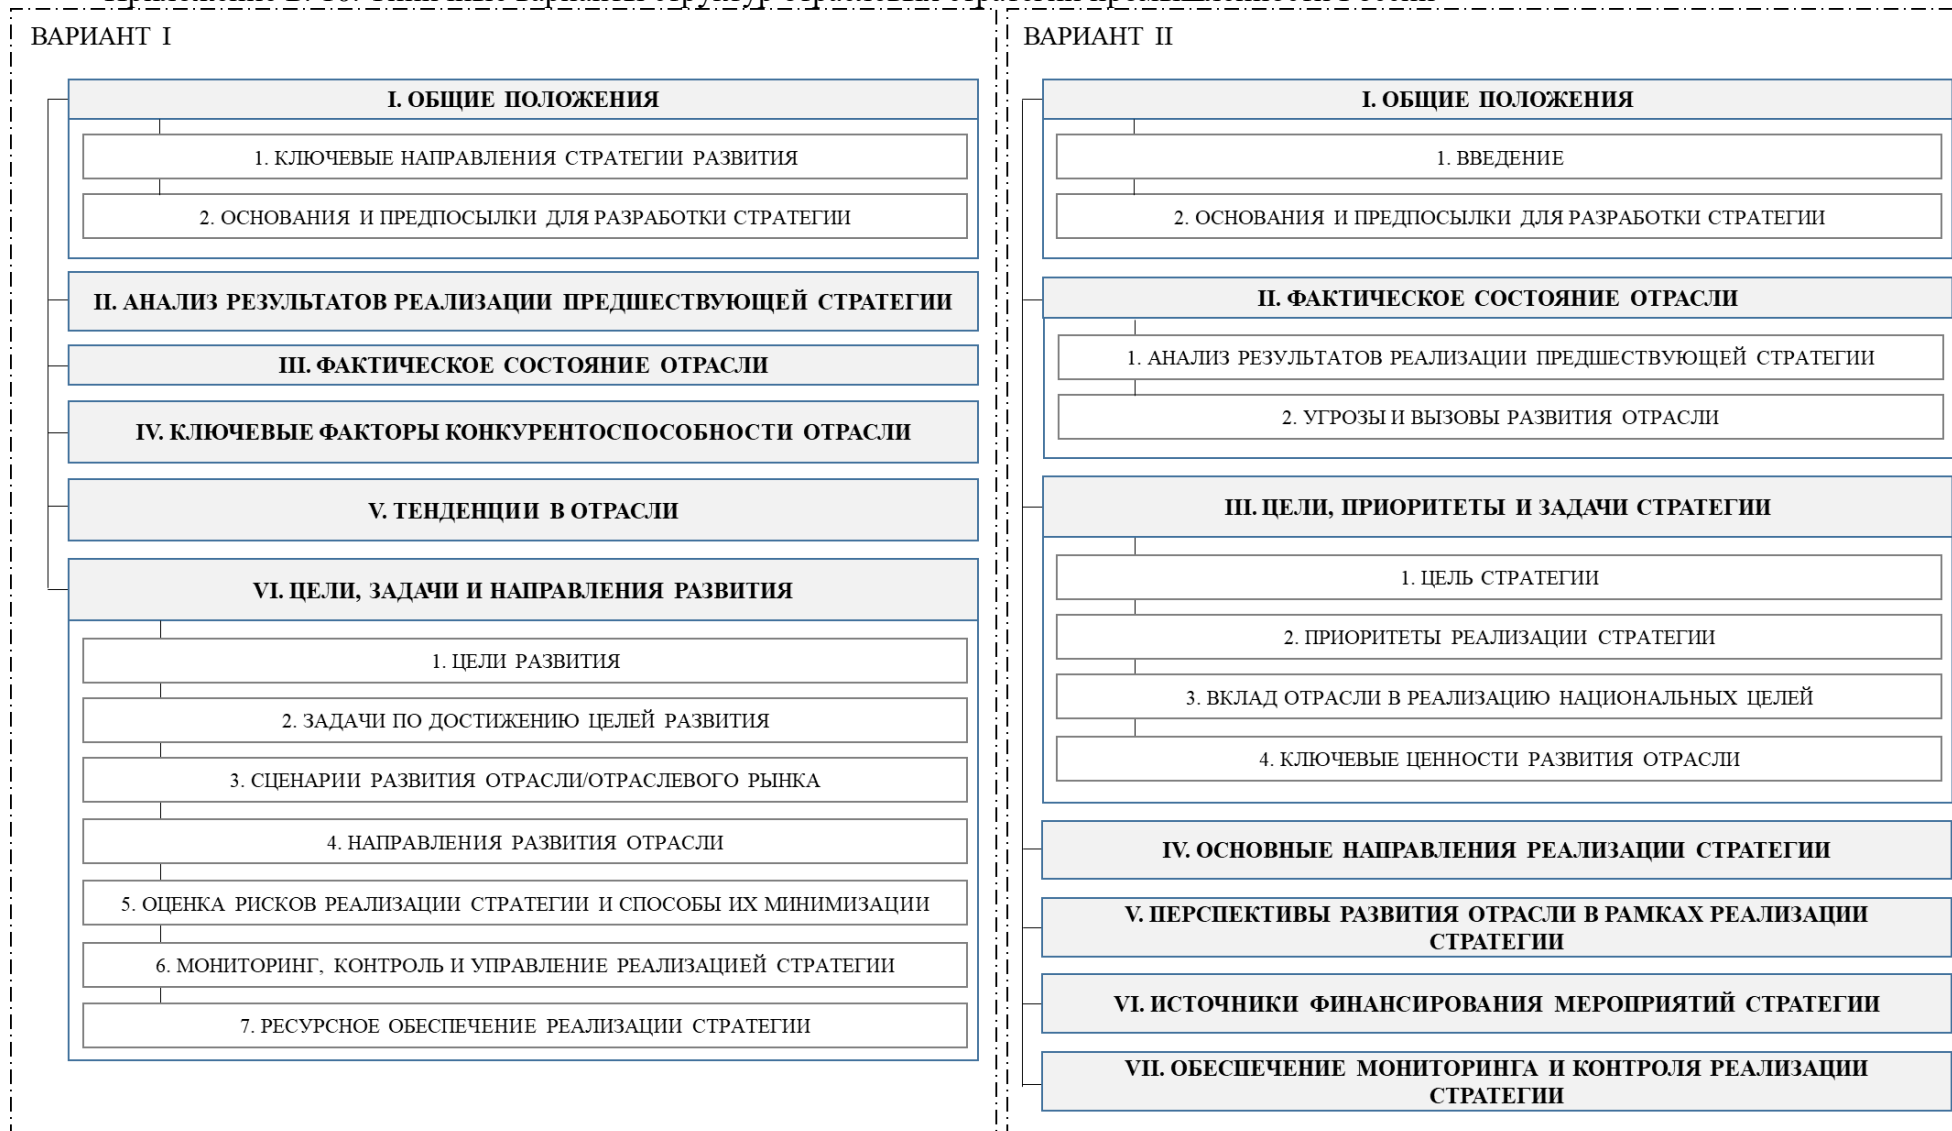 ВАРИАНТ I
I. ОБЩИЕ ПОЛОЖЕНИЯ
1. КЛЮЧЕВЫЕ НАПРАВЛЕНИЯ СТРАТЕГИИ РАЗВИТИЯ
2. ОСНОВАНИЯ И ПРЕДПОСЫЛКИ ДЛЯ РАЗРАБОТКИ СТРАТЕГИИ
II. АНАЛИЗ РЕЗУЛЬТАТОВ РЕАЛИЗАЦИИ ПРЕДШЕСТВУЮЩЕЙ СТРАТЕГИИ
III. ФАКТИЧЕСКОЕ СОСТОЯНИЕ ОТРАСЛИ
IV. КЛЮЧЕВЫЕ ФАКТОРЫ КОНКУРЕНТОСПОСОБНОСТИ ОТРАСЛИ
V. ТЕНДЕНЦИИ В ОТРАСЛИ
VI. ЦЕЛИ, ЗАДАЧИ И НАПРАВЛЕНИЯ РАЗВИТИЯ
1. ЦЕЛИ РАЗВИТИЯ
2. ЗАДАЧИ ПО ДОСТИЖЕНИЮ ЦЕЛЕЙ РАЗВИТИЯ
3. СЦЕНАРИИ РАЗВИТИЯ ОТРАСЛИ/ОТРАСЛЕВОГО РЫНКА
4. НАПРАВЛЕНИЯ РАЗВИТИЯ ОТРАСЛИ
5. ОЦЕНКА РИСКОВ РЕАЛИЗАЦИИ СТРАТЕГИИ И СПОСОБЫ ИХ МИНИМИЗАЦИИ
6. МОНИТОРИНГ, КОНТРОЛЬ И УПРАВЛЕНИЕ РЕАЛИЗАЦИЕЙ СТРАТЕГИИ
7. РЕСУРСНОЕ ОБЕСПЕЧЕНИЕ РЕАЛИЗАЦИИ СТРАТЕГИИ
ВАРИАНТ II
I. ОБЩИЕ ПОЛОЖЕНИЯ
1. ВВЕДЕНИЕ
2. ОСНОВАНИЯ И ПРЕДПОСЫЛКИ ДЛЯ РАЗРАБОТКИ СТРАТЕГИИ
II. ФАКТИЧЕСКОЕ СОСТОЯНИЕ ОТРАСЛИ
1. АНАЛИЗ РЕЗУЛЬТАТОВ РЕАЛИЗАЦИИ ПРЕДШЕСТВУЮЩЕЙ СТРАТЕГИИ
2. УГРОЗЫ И ВЫЗОВЫ РАЗВИТИЯ ОТРАСЛИ
III. ЦЕЛИ, ПРИОРИТЕТЫ И ЗАДАЧИ СТРАТЕГИИ
1. ЦЕЛЬ СТРАТЕГИИ
2. ПРИОРИТЕТЫ РЕАЛИЗАЦИИ СТРАТЕГИИ
3. ВКЛАД ОТРАСЛИ В РЕАЛИЗАЦИЮ НАЦИОНАЛЬНЫХ ЦЕЛЕЙ
4. КЛЮЧЕВЫЕ ЦЕННОСТИ РАЗВИТИЯ ОТРАСЛИ
IV. ОСНОВНЫЕ НАПРАВЛЕНИЯ РЕАЛИЗАЦИИ СТРАТЕГИИ
V. ПЕРСПЕКТИВЫ РАЗВИТИЯ ОТРАСЛИ В РАМКАХ РЕАЛИЗАЦИИ
СТРАТЕГИИ
VI. ИСТОЧНИКИ ФИНАНСИРОВАНИЯ МЕРОПРИЯТИЙ СТРАТЕГИИ
VII. ОБЕСПЕЧЕНИЕ МОНИТОРИНГА И КОНТРОЛЯ РЕАЛИЗАЦИИ
СТРАТЕГИИ